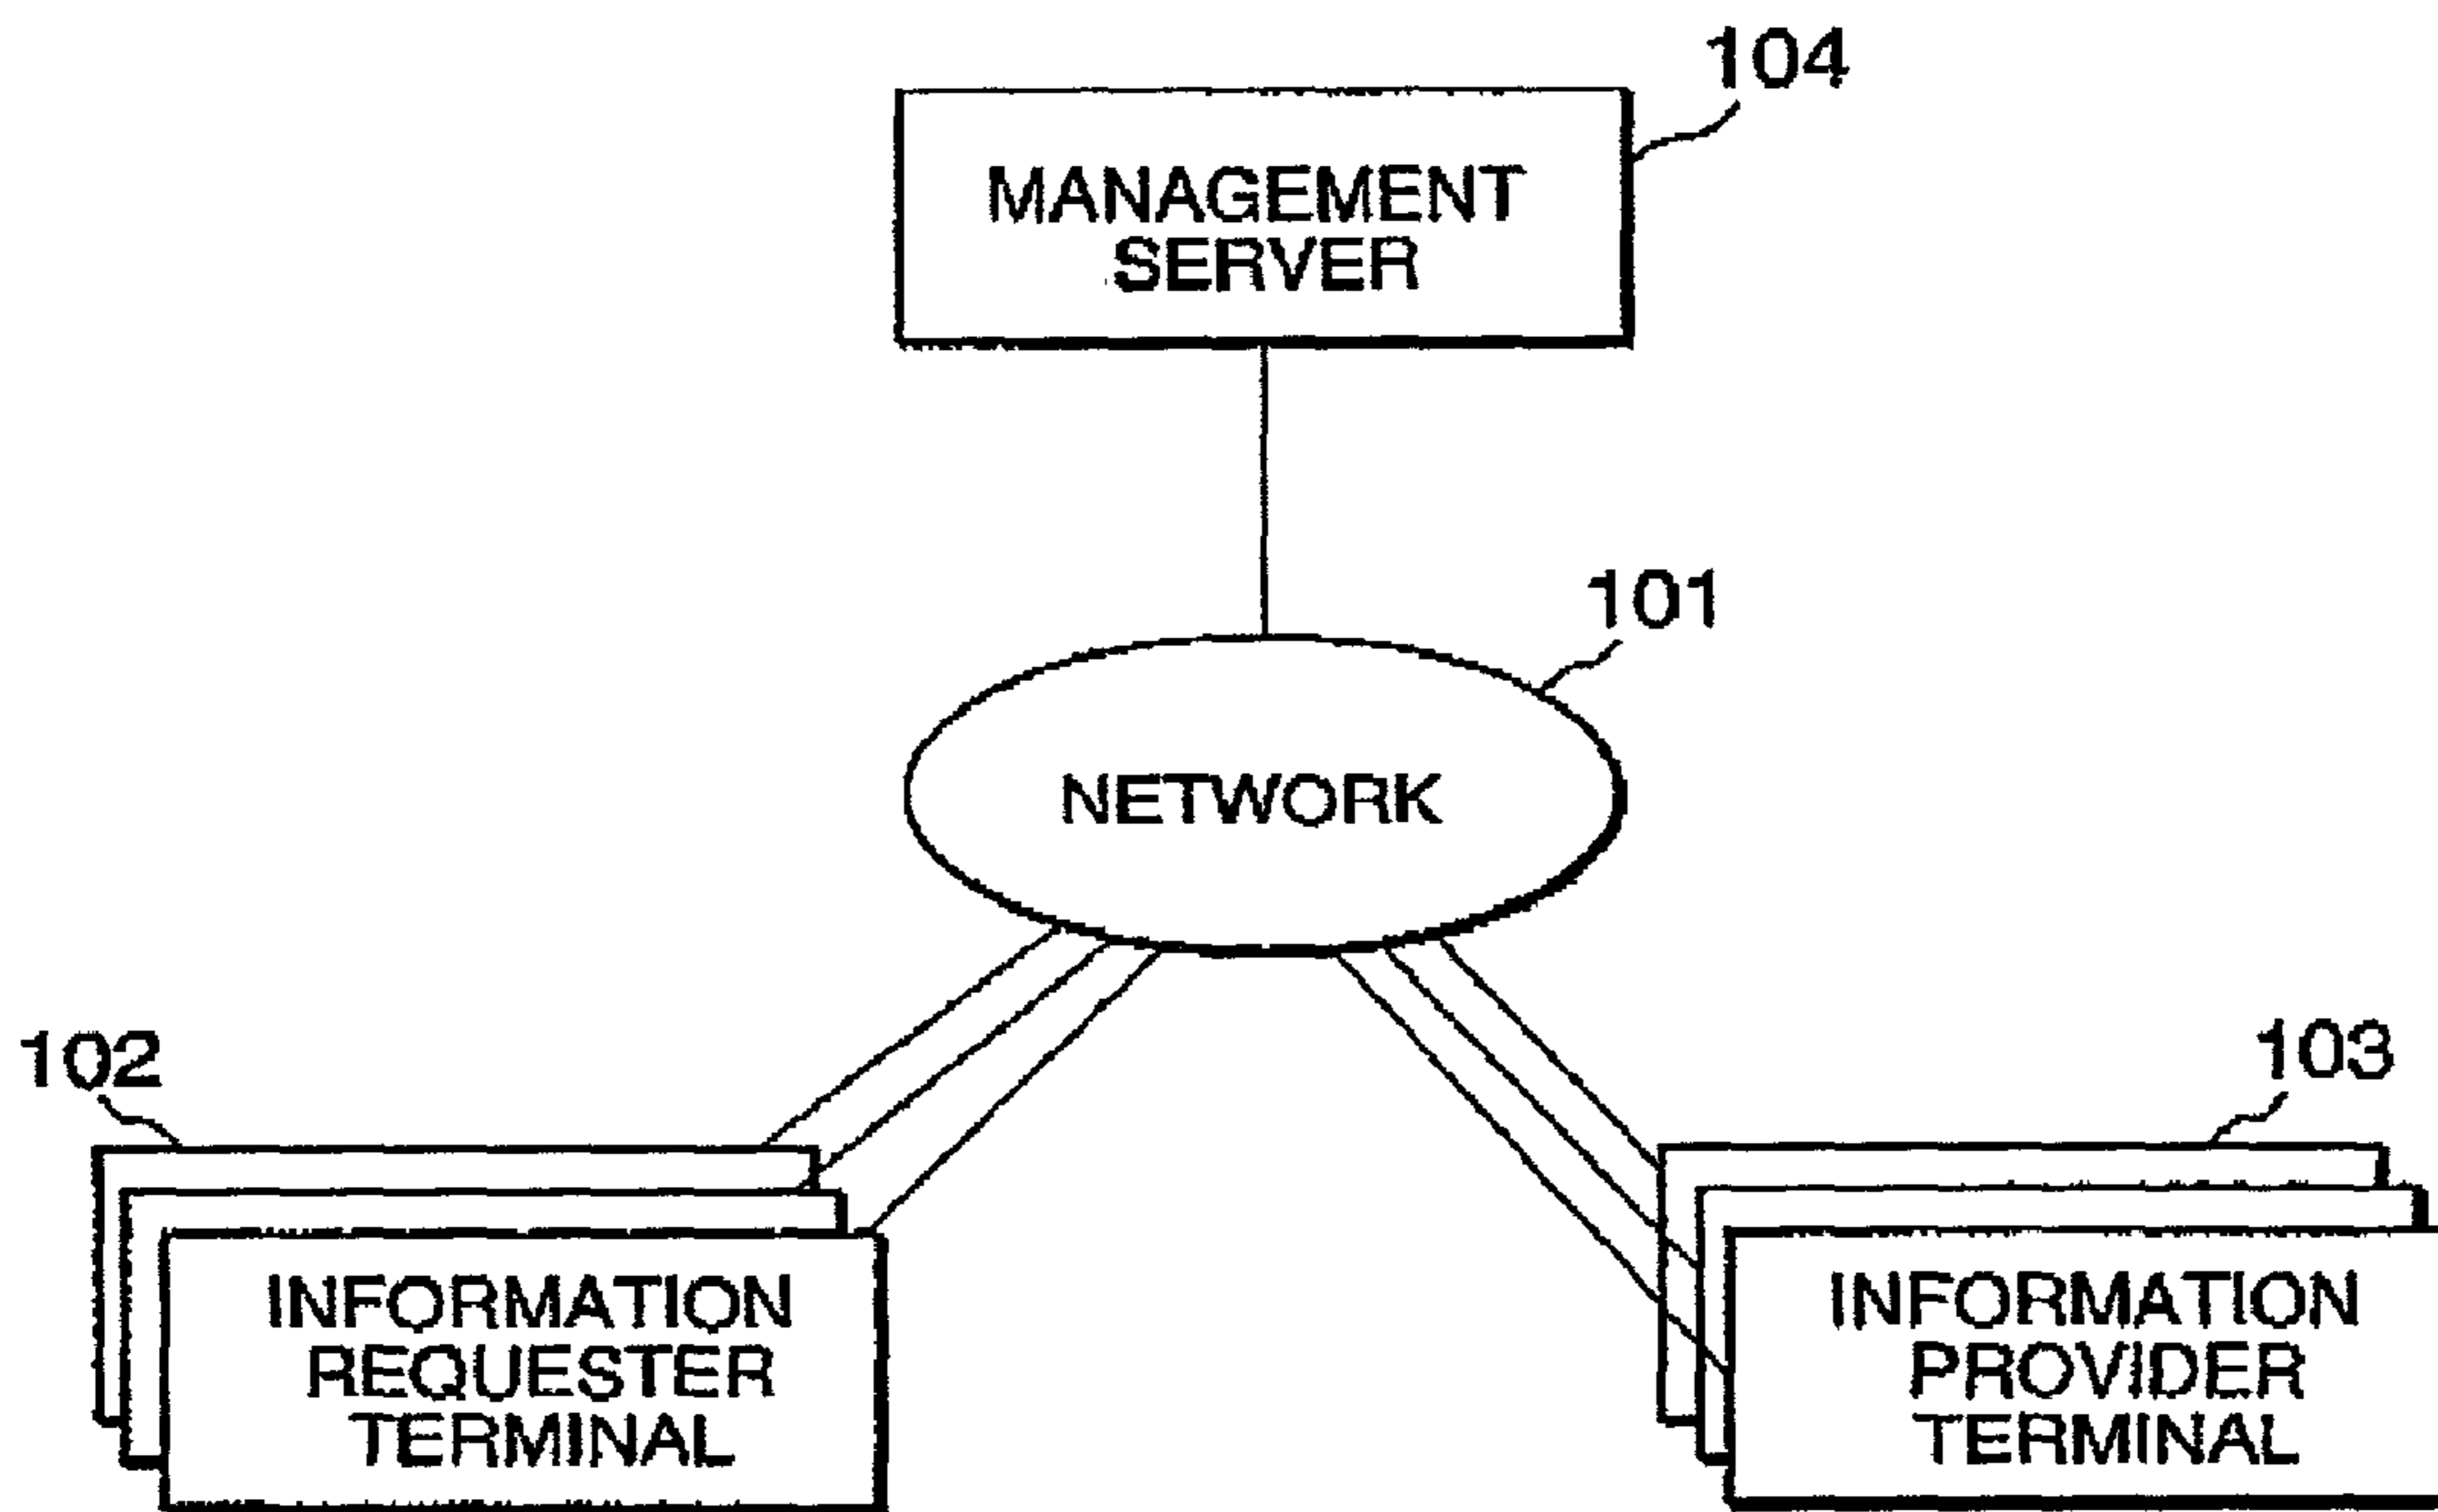 104
MANAGEMENT
SERVER
101
NETWORK
102
103
INFORMATION
REQUESTER
TERMINAL
INFORMATION
PROVIDER
TERMINAL